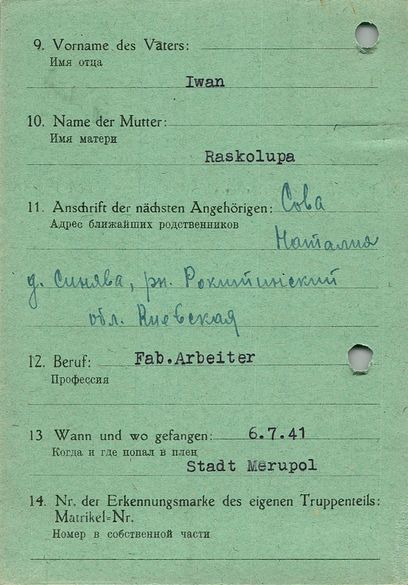 9. Vorname des Vaters:
Имя отца
Iwan
10. Name der Mutter:
Имя матери
Raskolupa
11. Anschrift der nächsten Angehörigen: Сова
Адрес ближайших родственников
Наталия
д. Синява, рн. Рокитинский
обл. Киевская
12. Beruf: Fab.Arbeiter
Профессия
13 Wann und wo gefangen: 6.7.41
Когда и где попал в плен
Stadt Merupol
14. Nr. der Erkennungsmarke des eigenen Truppenteils:
Matrikel=Nr.
Номер в собственной части